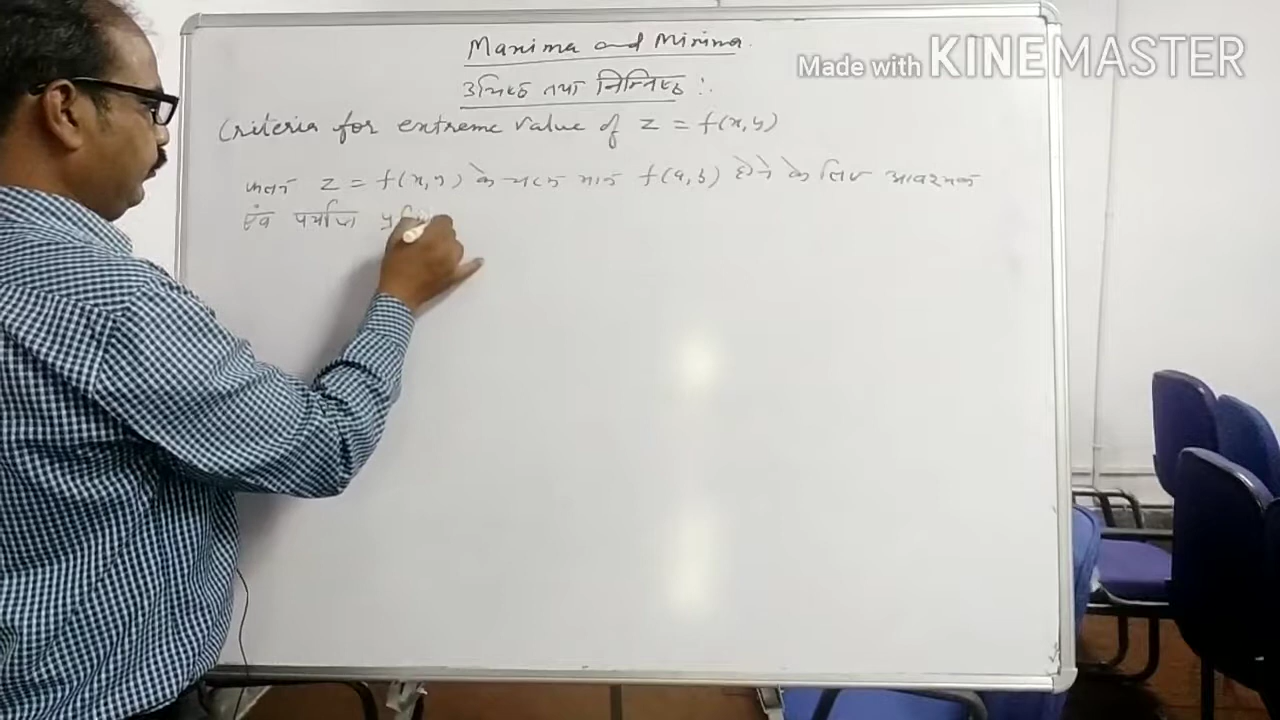 Maxima and Minima.
Made with KINEMASTER
उच्चिष्ठ तथा निम्निष्ठ :
Criteria for extreme value of z = f(x,y)
फलन z = f(x,y) के चरम मान f(a,b) होने के लिए आवश्यक
एवं पर्याप्त